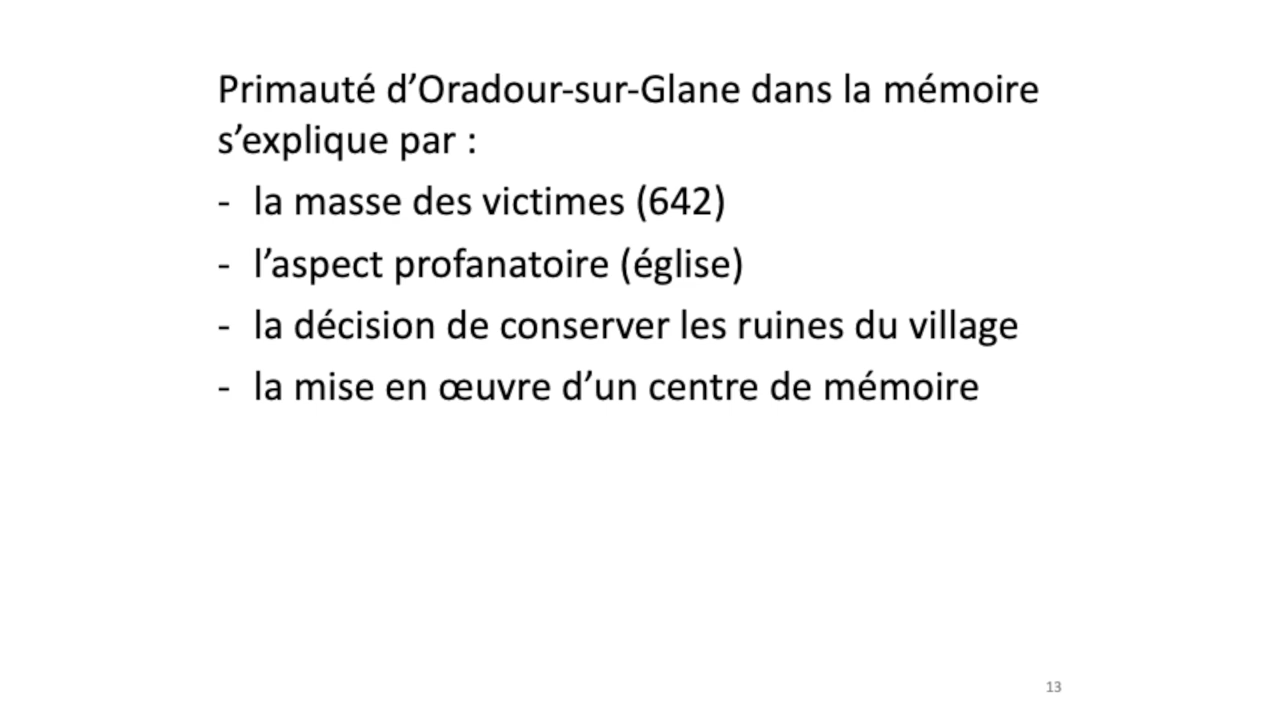 Primauté d’Oradour-sur-Glane dans la mémoire
s’explique par :
- la masse des victimes (642)
- l’aspect profanatoire (église)
- la décision de conserver les ruines du village
- la mise en œuvre d’un centre de mémoire
13